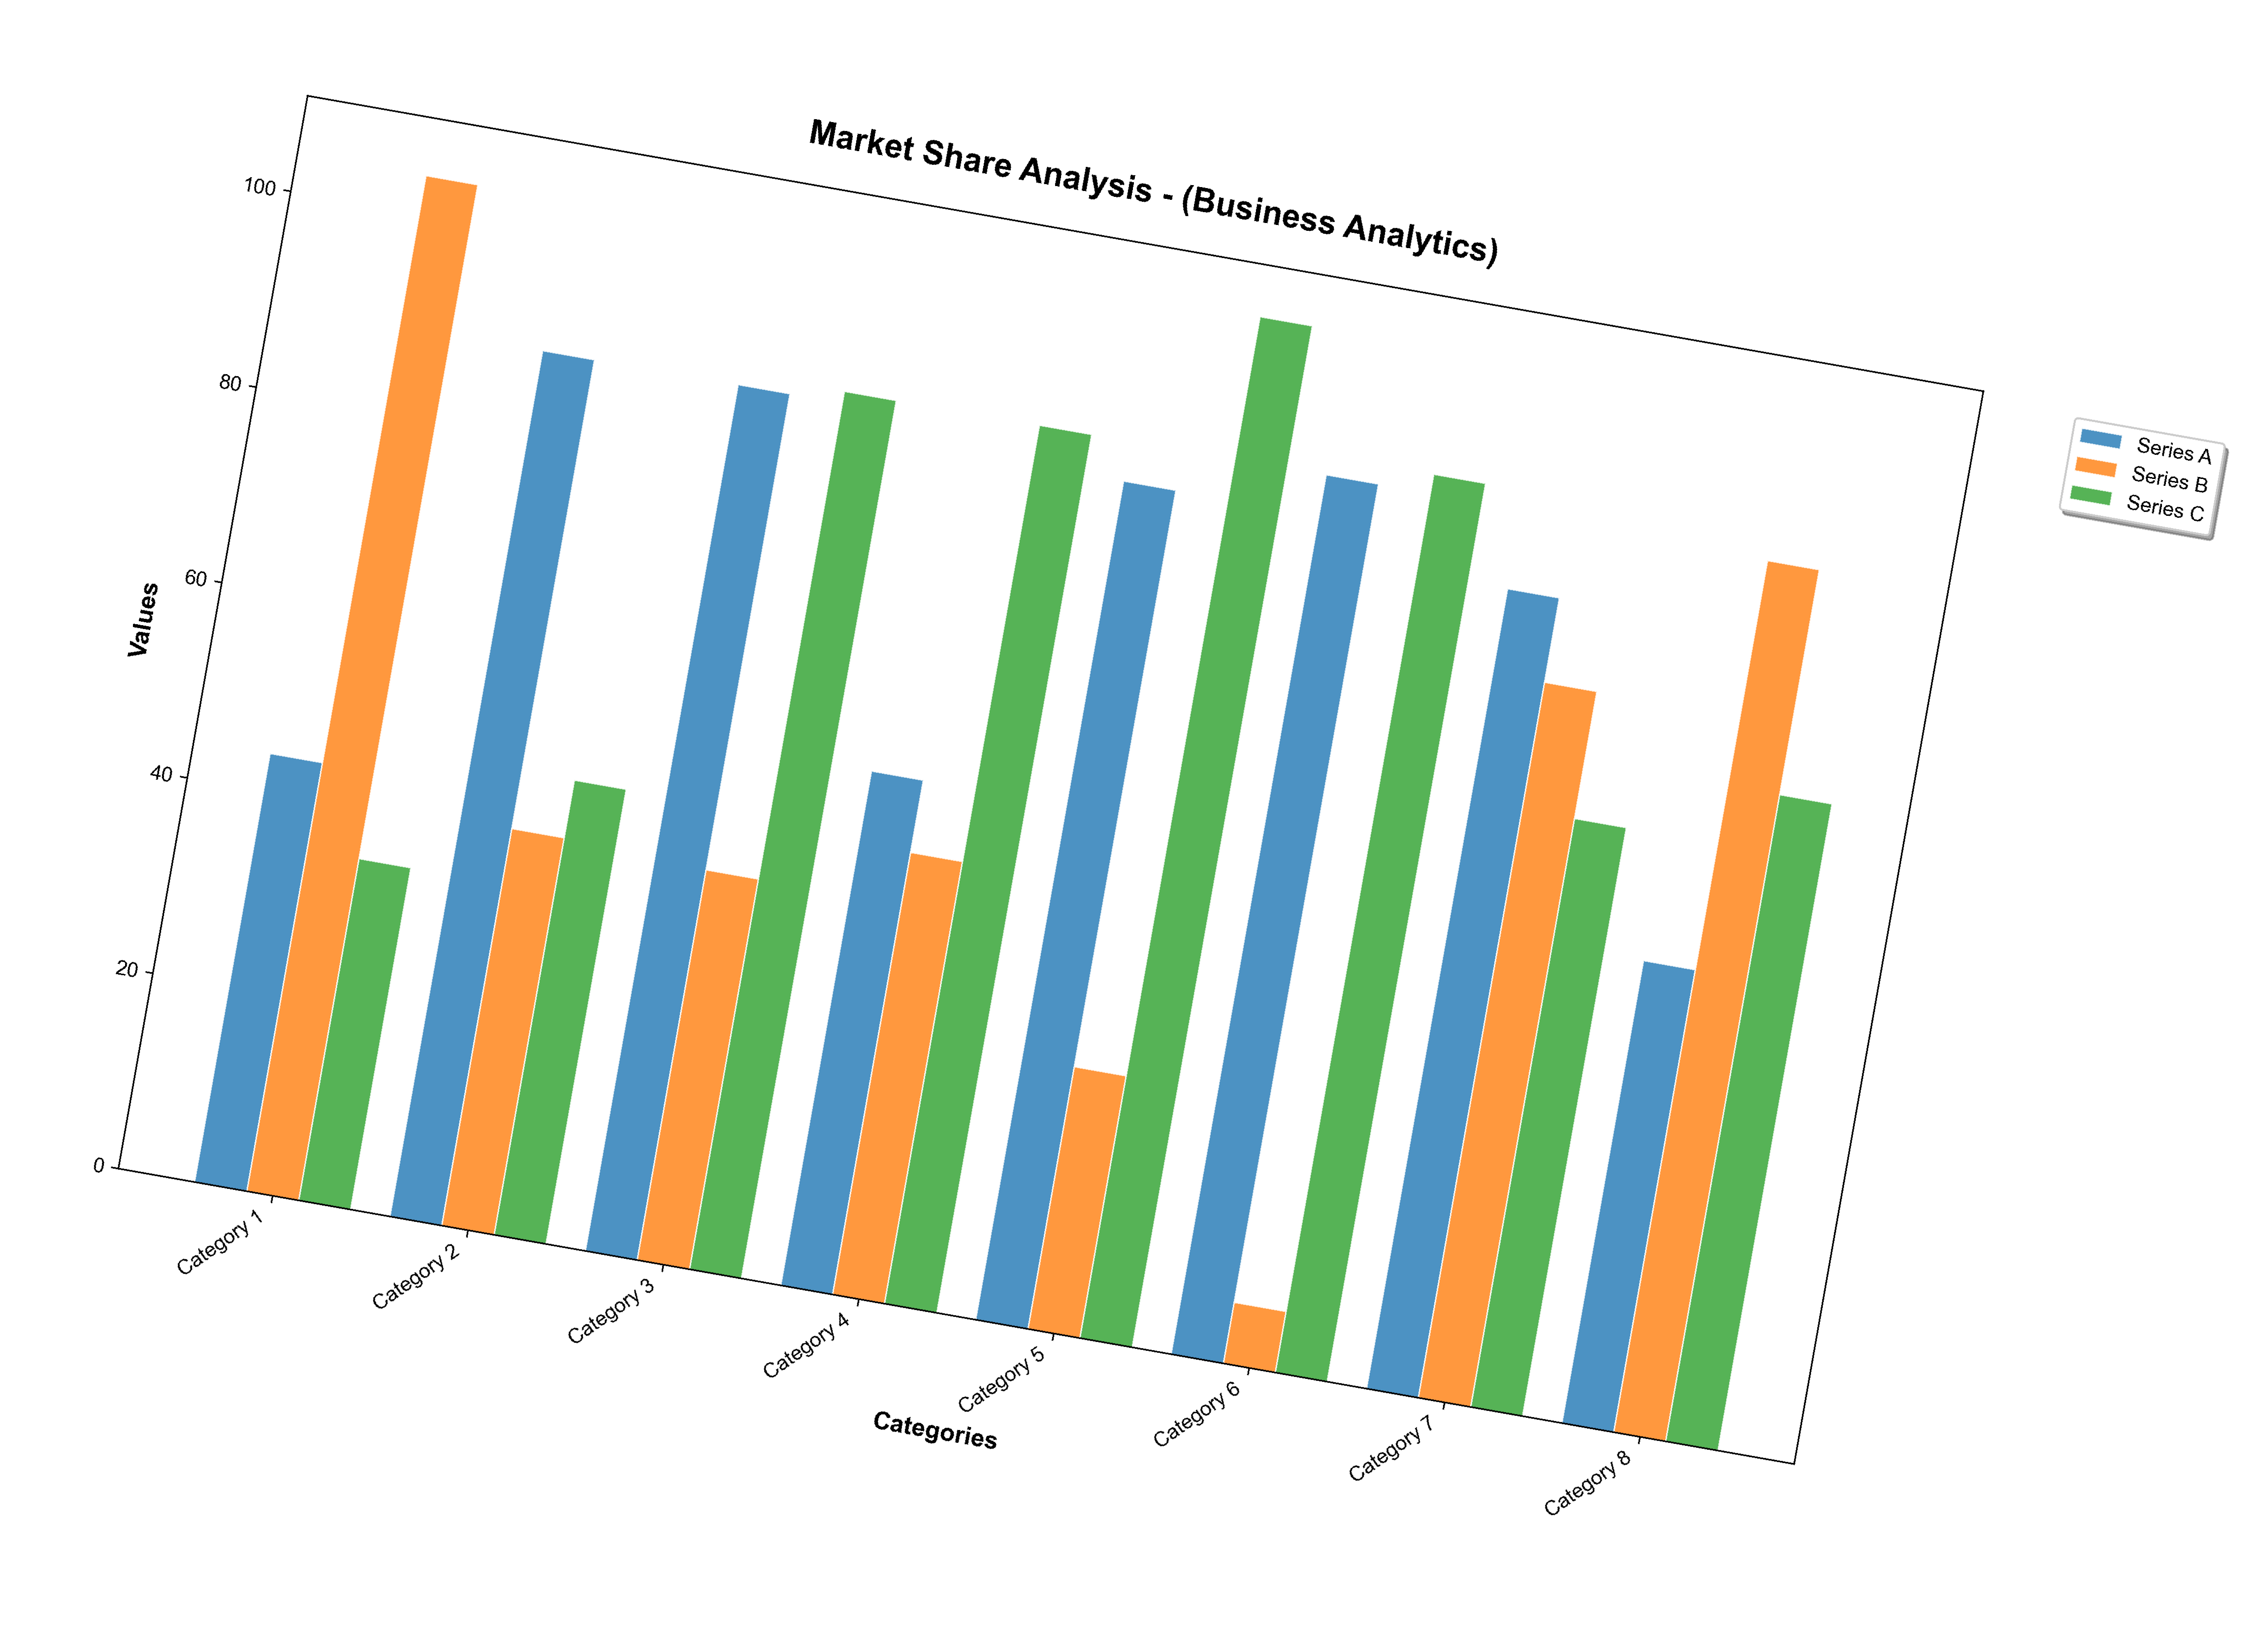 Market Share Analysis - (Business Analytics)
Values
100
80
60
40
20
0
Category 1
Category 2
Category 3
Category 4
Category 5
Category 6
Category 7
Category 8
Categories
Series A
Series B
Series C